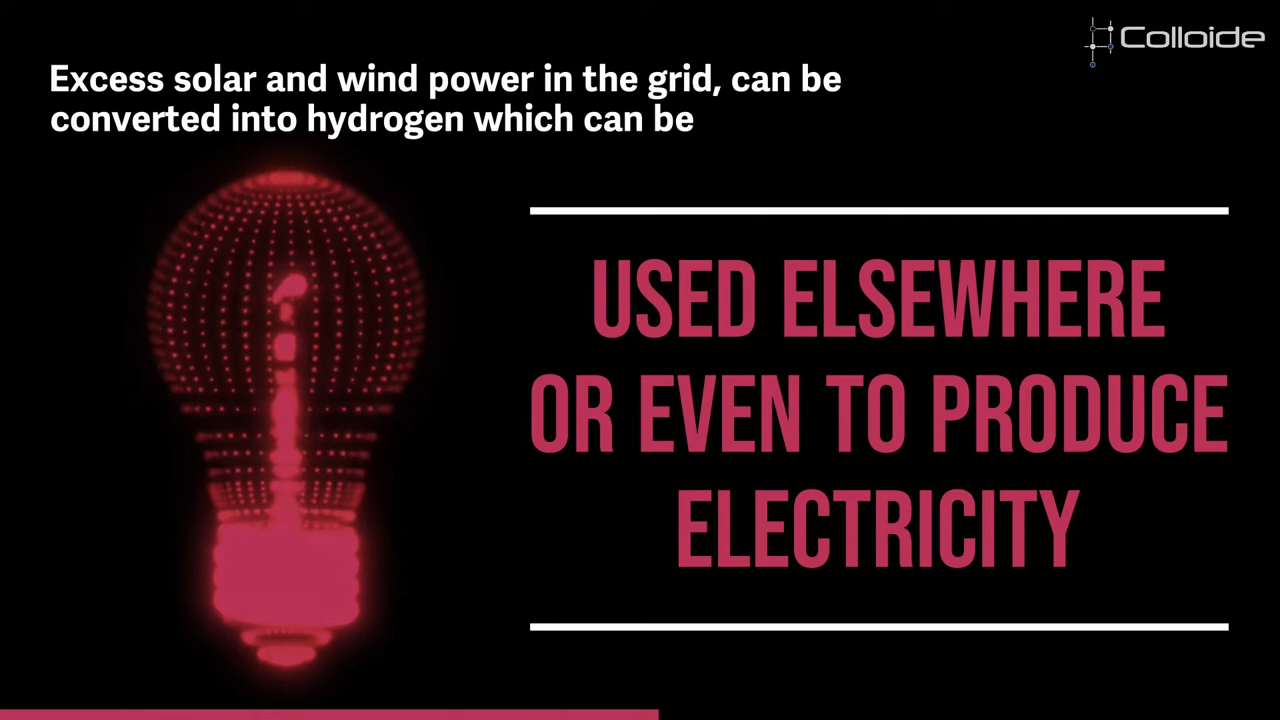 Colloide
Excess solar and wind power in the grid, can be
converted into hydrogen which can be
USED ELSEWHERE
OR EVEN TO PRODUCE
ELECTRICITY